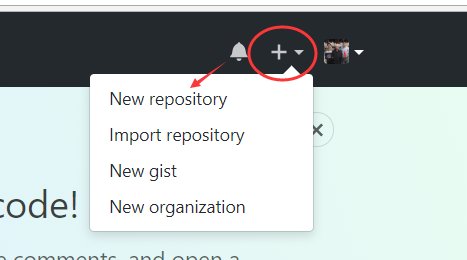 New repository
Import repository
New gist
New organization
code!
comments, and open a